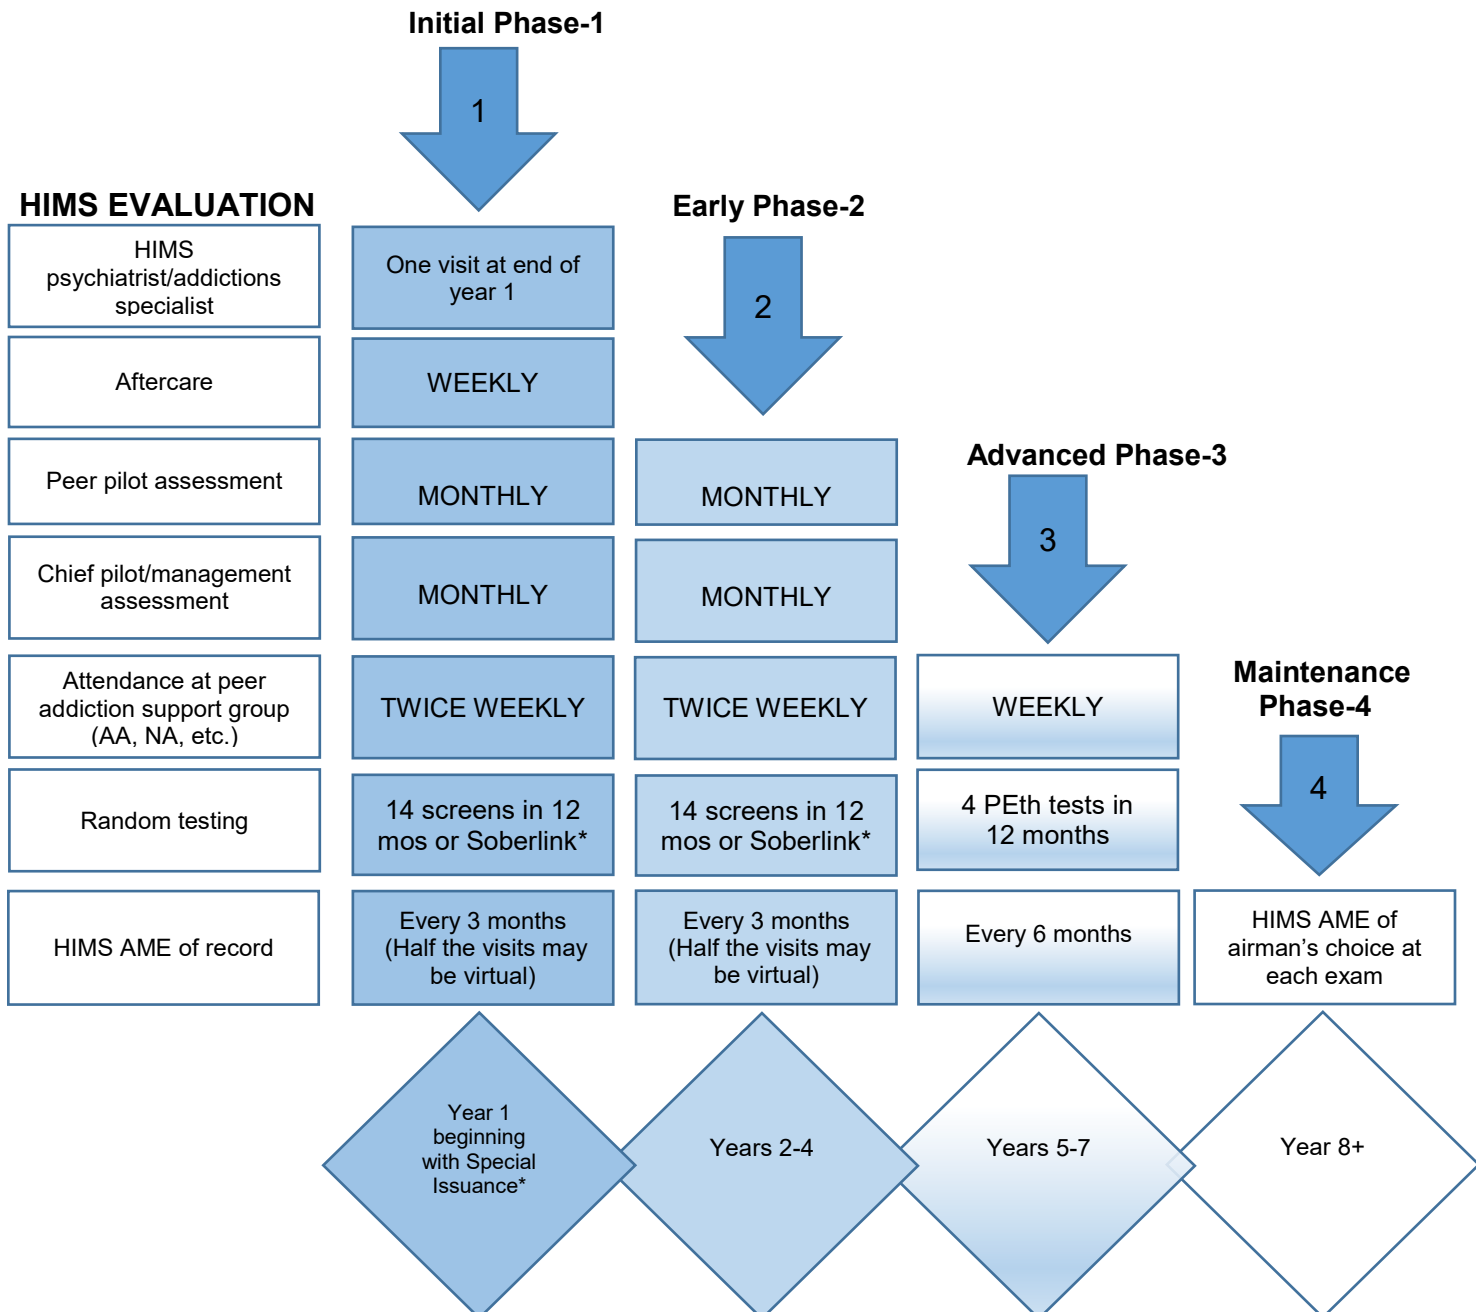 Initial Phase-1
1
HIMS EVALUATION
Early Phase-2
2
HIMS
psychiatrist/addictions
specialist
One visit at end of
year 1
Aftercare
WEEKLY
Advanced Phase-3
3
Peer pilot assessment
MONTHLY
MONTHLY
Chief pilot/management
assessment
MONTHLY
MONTHLY
Maintenance
Phase-4
4
Attendance at peer
addiction support group
(AA, NA, etc.)
TWICE WEEKLY
TWICE WEEKLY
WEEKLY
Random testing
14 screens in 12
mos or Soberlink*
14 screens in 12
mos or Soberlink*
4 PEth tests in
12 months
HIMS AME of record
Every 3 months
(Half the visits may
be virtual)
Every 3 months
(Half the visits may
be virtual)
Every 6 months
HIMS AME of
airman’s choice at
each exam
Year 1
beginning
with Special
Issuance*
Years 2-4
Years 5-7
Year 8+